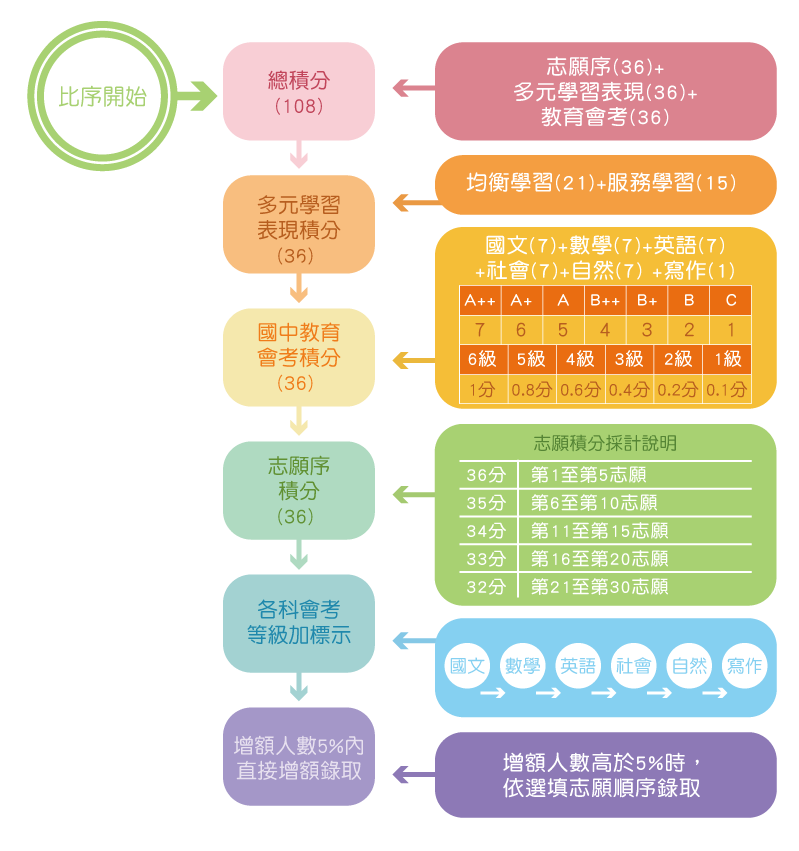 比序開始
總積分
(108)
志願序(36)+
多元學習表現(36)+
教育會考(36)
多元學習
表現積分
(36)
均衡學習(21)+服務學習(15)
國中教育
會考積分
(36)
國文(7)+數學(7)+英語(7)
+社會(7)+自然(7) +寫作(1)
A++ A+ A B++ B+ B C
7 6 5 4 3 2 1
6級 5級 4級 3級 2級 1級
1分 0.8分 0.6分 0.4分 0.2分 0.1分
志願序
積分
(36)
志願積分採計說明
36分 第1至第5志願
35分 第6至第10志願
34分 第11至第15志願
33分 第16至第20志願
32分 第21至第30志願
各科會考
等級加標示
國文 數學 英語 社會 自然 寫作
增額人數5%內
直接增額錄取
增額人數高於5%時，
依選填志願順序錄取